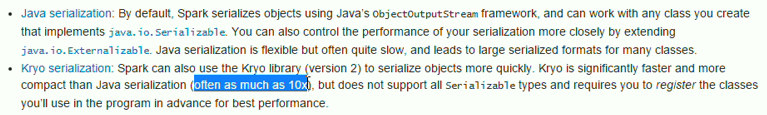 • Java serialization: By default, Spark serializes objects using Java's ObjectOutputStream framework, and can work with any class you create
that implements java.io.Serializable. You can also control the performance of your serialization more closely by extending
java.io.Externalizable. Java serialization is flexible but often quite slow, and leads to large serialized formats for many classes.
• Kryo serialization: Spark can also use the Kryo library (version 2) to serialize objects more quickly. Kryo is significantly faster and more
compact than Java serialization (often as much as 10x), but does not support all Serializable types and requires you to register the classes
you'll use in the program in advance for best performance.